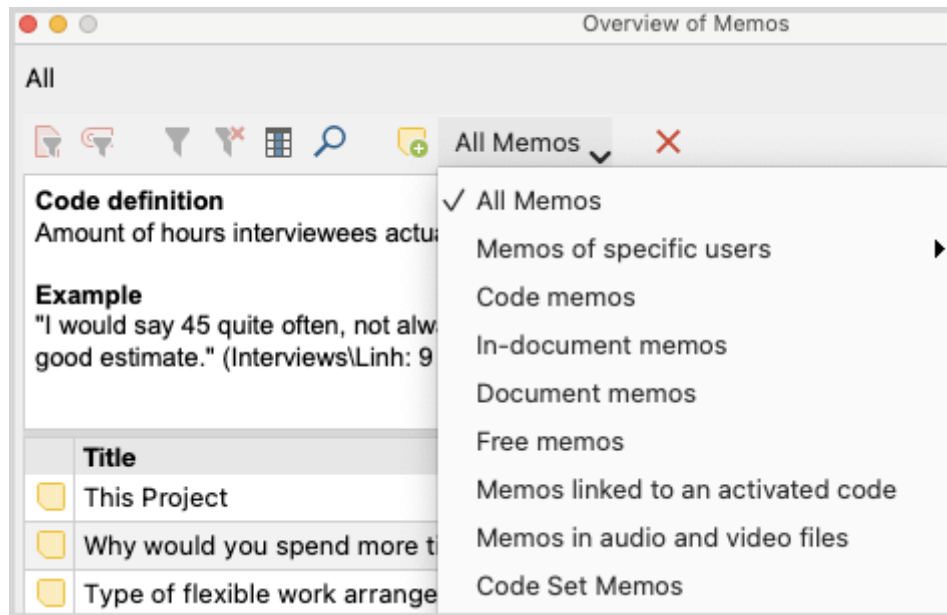 Overview of Memos
All
All Memos
Code definition
Amount of hours interviewees actu
Example
"I would say 45 quite often, not alw
good estimate." (Interviews\Linh: 9
Title
This Project
Why would you spend more ti
Type of flexible work arrange
All Memos
Memos of specific users
Code memos
In-document memos
Document memos
Free memos
Memos linked to an activated code
Memos in audio and video files
Code Set Memos